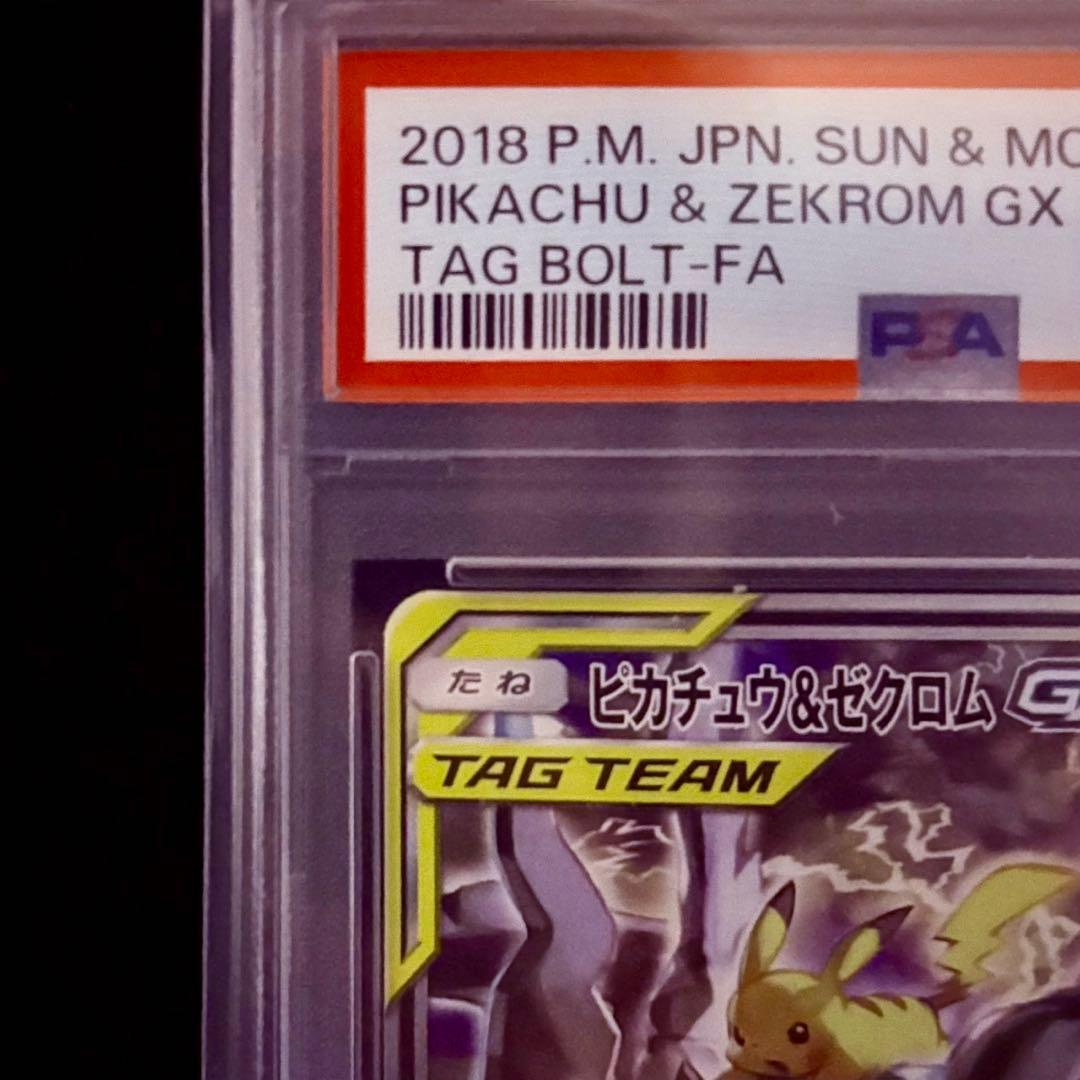 2018 P.M. JPN. SUN & MO
PIKACHU & ZEKROM GX
TAG BOLT-FA
PSA
たね
ピカチュウ&ゼクロムG
TAG TEAM